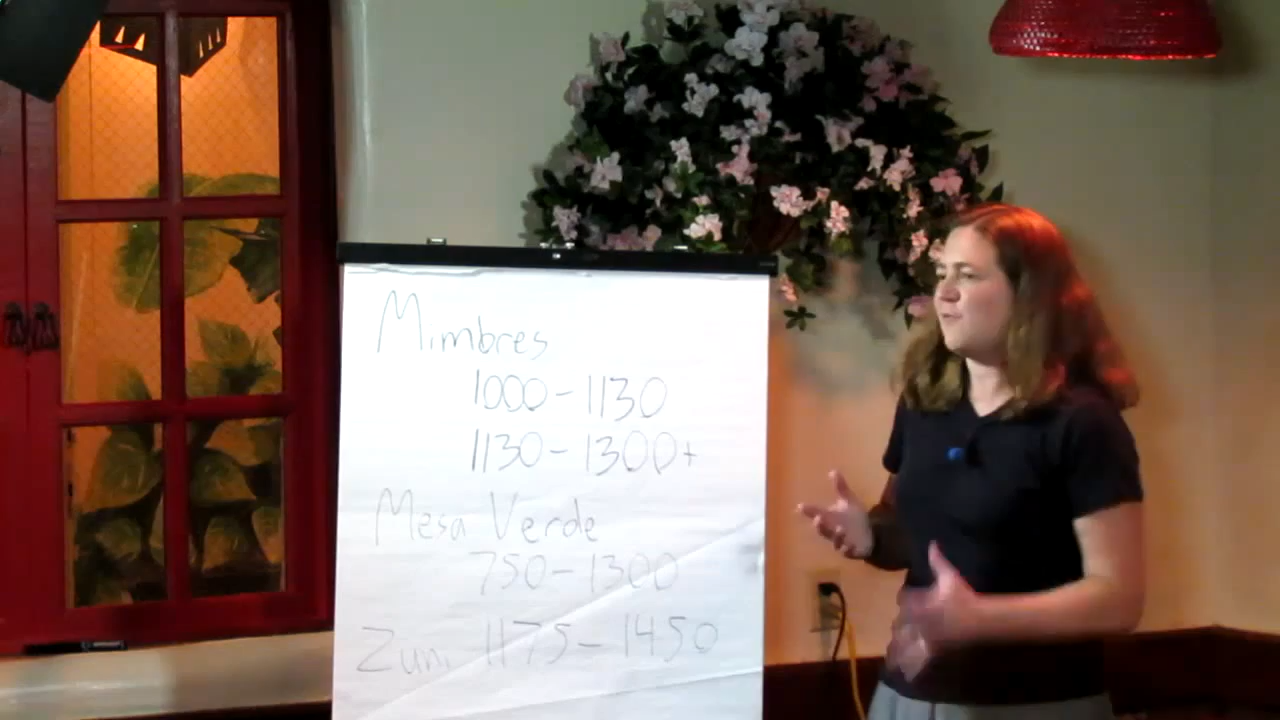 Mimbres
1000-1130
1130-1300+
Mesa Verde
750-1300
Zuni 1175-1450